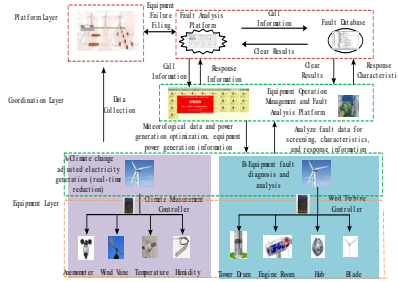 Platform Layer
Equipment
Failure
Filing
Fault Analysis
Platform
Call
Information
Fault Database
Clear Results
Call
Information
Response
Information
Clear
Results
Response
Characteristi
Coordination Layer
Data
Collection
Equipment Operation
Management and Fault
Analysis Platform
Meteorological data and power
generation optimization, equipment
power generation information
Analyze fault data for
screening, characteristics,
and response information
A-Climate change
adjusted electricity
generation (real-time
reduction)
B-Equipment fault
diagnosis and
analysis
Equipment Layer
Climate Measurement
Controller
Wind Turbine
Controller
Anemometer
Wind Vane
Temperature
Humidity
Tower Drum
Engine Room
Hub
Blade